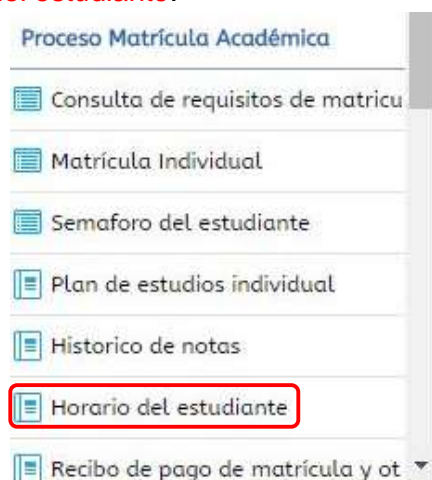 estudiante.
Proceso Matrícula Académica
Consulta de requisitos de matricu
Matrícula Individual
Semaforo del estudiante
Plan de estudios individual
Historico de notas
Horario del estudiante
Recibo de pago de matrícula y ot